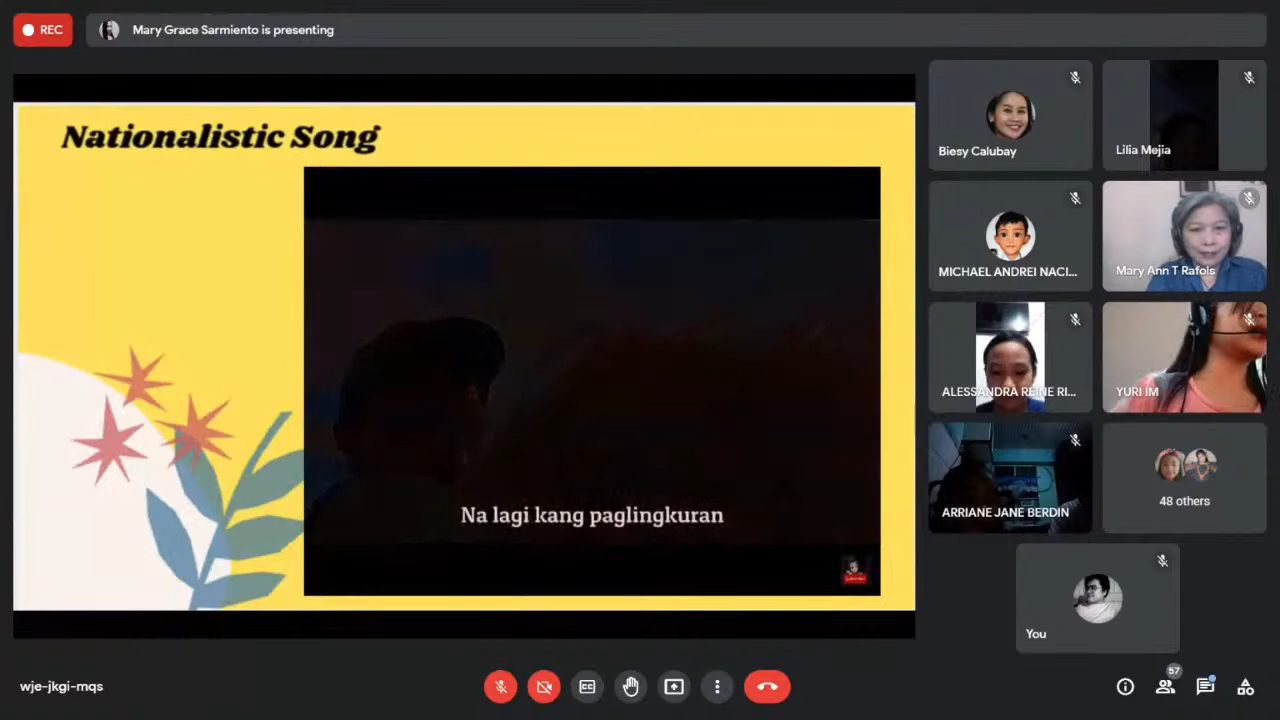 REC
Mary Grace Sarmiento is presenting
Nationalistic Song
Na lagi kang paglingkuran
Biesy Calubay
Lilia Mejia
MICHAEL ANDREI NACI...
Mary Ann T Rafols
ALESSANDRA REINE RI...
YURI IM
ARRIANE JANE BERDIN
48 others
You
wje-jkgi-mqs
57